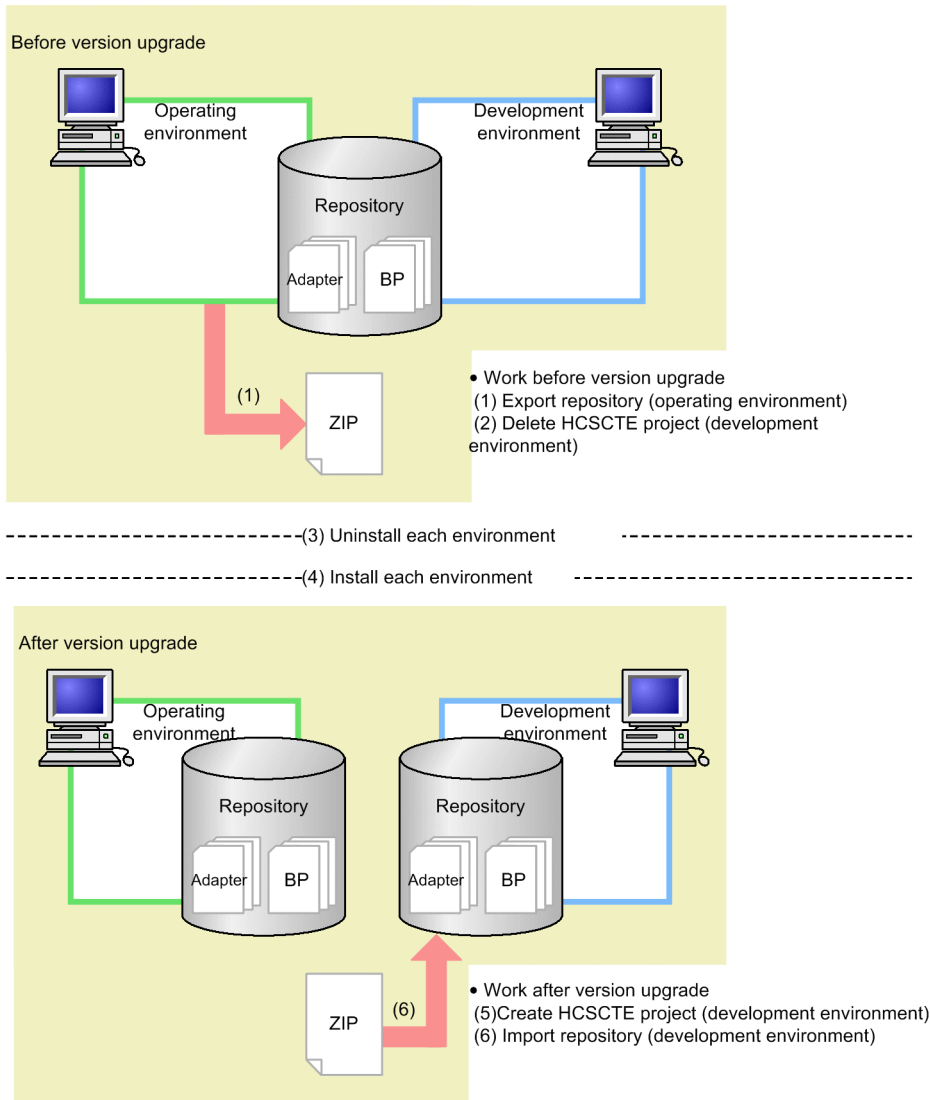 Before version upgrade
Operating
environment
Development
environment
Repository
Adapter
BP
(1)
ZIP
● Work before version upgrade
(1) Export repository (operating environment)
(2) Delete HCSCTE project (development
environment)
(3) Uninstall each environment
(4) Install each environment
After version upgrade
Operating
environment
Development
environment
Repository
Repository
Adapter
BP
Adapter
BP
ZIP
(6)
● Work after version upgrade
(5)Create HCSCTE project (development environment)
(6) Import repository (development environment)